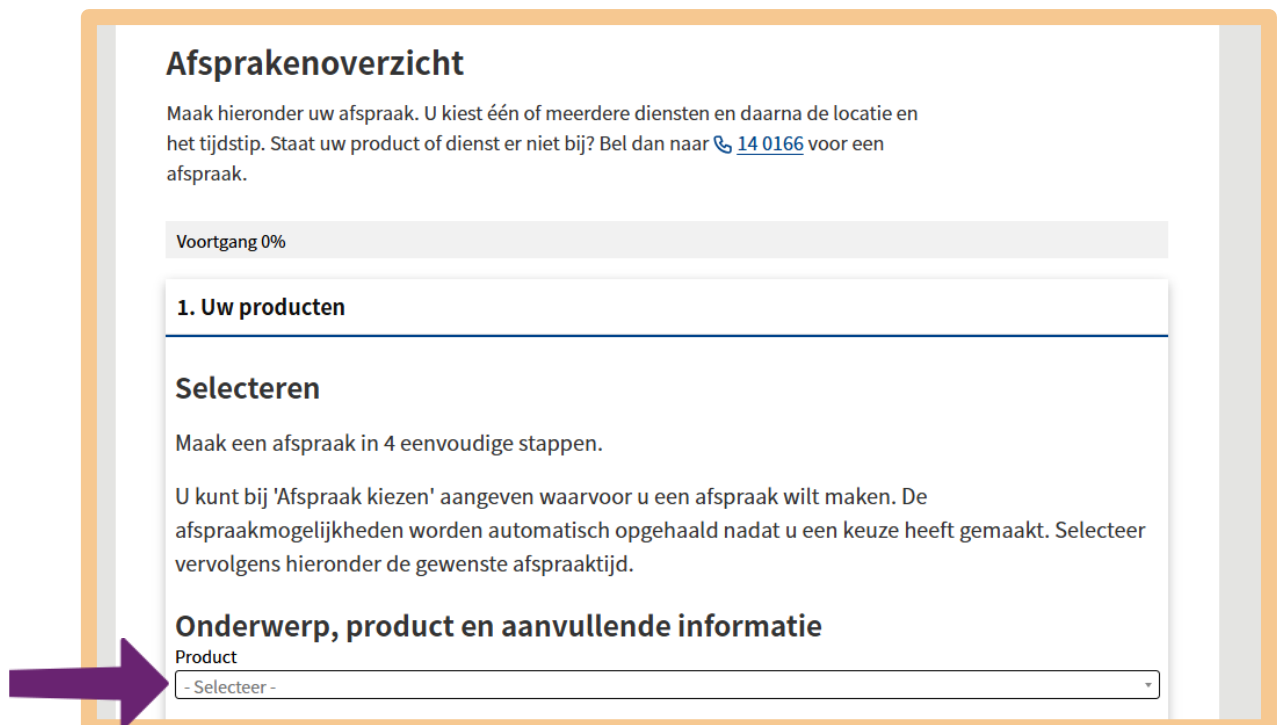 Afsprakenoverzicht
Maak hieronder uw afspraak. U kiest één of meerdere diensten en daarna de locatie en
het tijdstip. Staat uw product of dienst er niet bij? Bel dan naar 14 0166 voor een
afspraak.
Voortgang 0%
1. Uw producten
Selecteren
Maak een afspraak in 4 eenvoudige stappen.
U kunt bij 'Afspraak kiezen' aangeven waarvoor u een afspraak wilt maken. De
afspraakmogelijkheden worden automatisch opgehaald nadat u een keuze heeft gemaakt. Selecteer
vervolgens hieronder de gewenste afspraaktijd.
Onderwerp, product en aanvullende informatie
Product
- Selecteer -